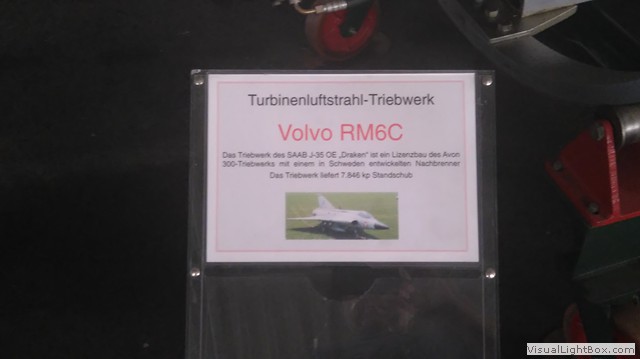 Turbinenluftstrahl-Triebwerk
Volvo RM6C
Das Triebwerk des SAAB J-35 OE „Draken" ist ein Lizenzbau des Avon
300-Triebwerks mit einem in Schweden entwickelten Nachbrenner
Das Triebwerk liefert 7.846 kp Standschub
VisualLightBox.com